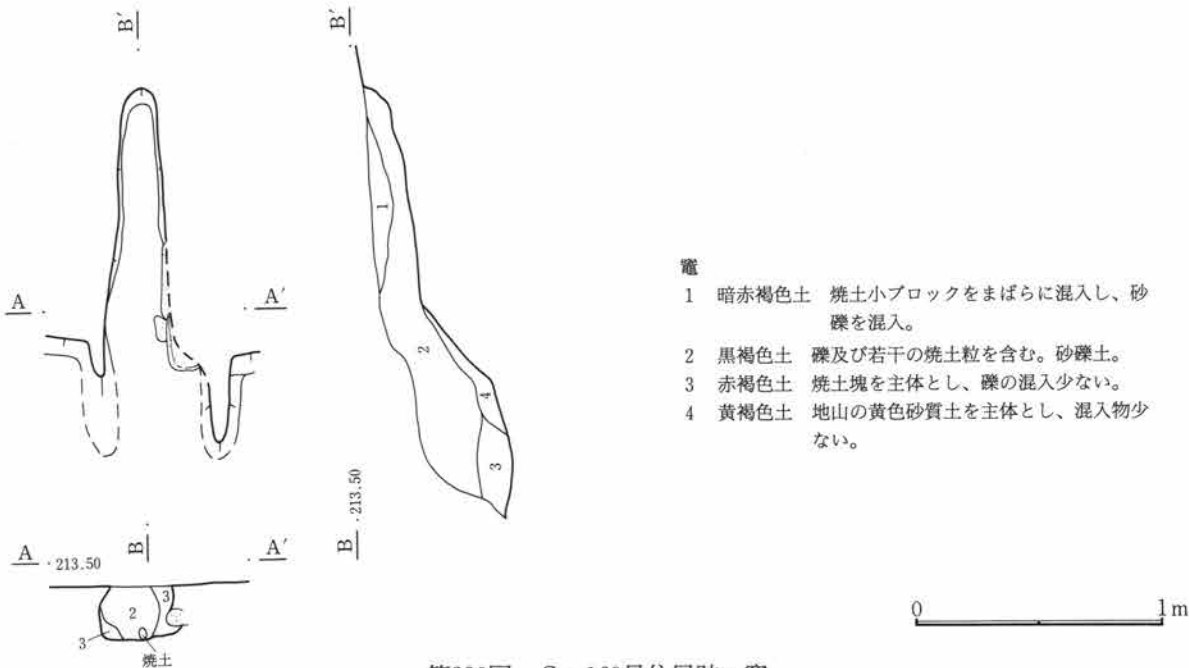 B′
B′
A
A′
1
2
4
3
竈
1 暗赤褐色土 焼土小ブロックをまばらに混入し、砂
礫を混入。
2 黒褐色土 礫及び若干の焼土粒を含む。砂礫土。
3 赤褐色土 焼土塊を主体とし、礫の混入少ない。
4 黄褐色土 地山の黄色砂質土を主体とし、混入物少
ない。
B ·213.50
A ·213.50
B
A′
2
3
3
焼土
0
1m